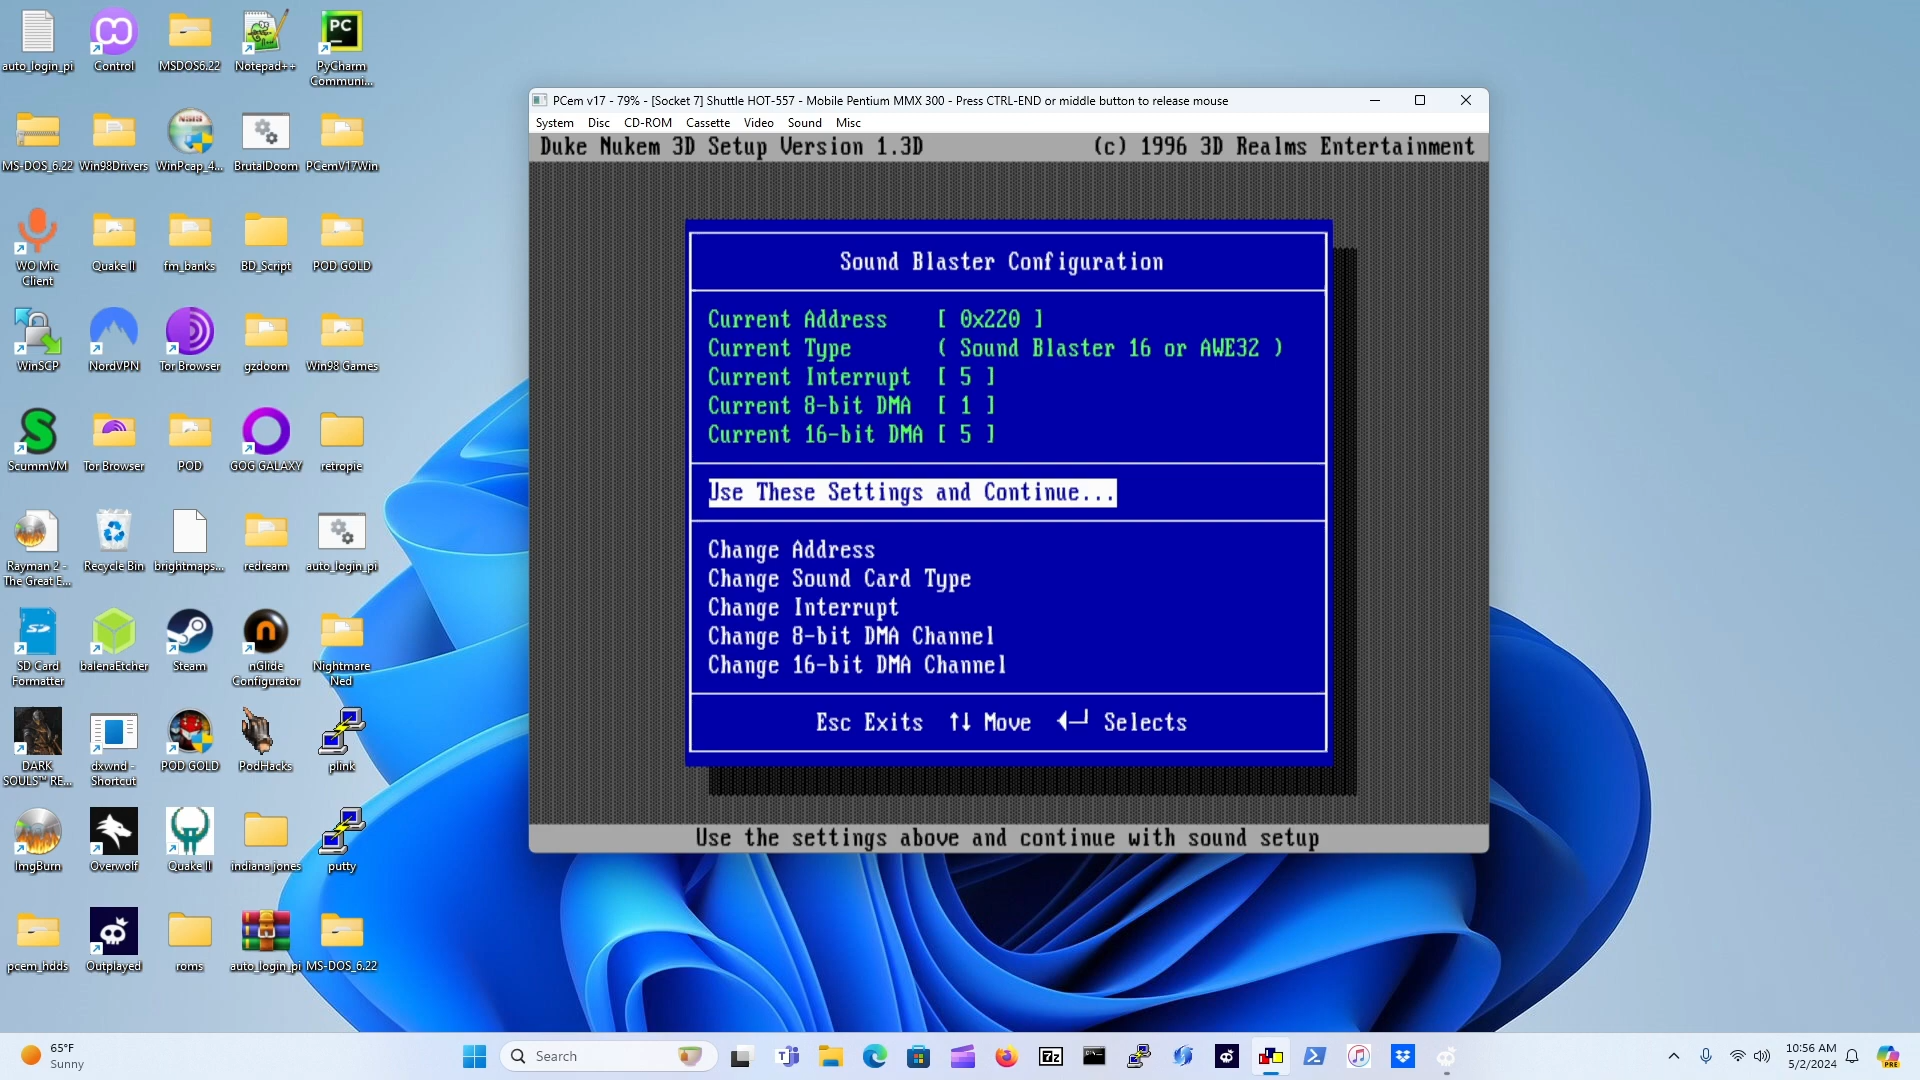 auto_login_pi
Control
MSDOS6.22
Notepad++
PyCharm
Communi...
MS-DOS_6.22
Win98Drivers
WinPcap_4...
BrutalDoom
PCemV17Win
WO Mic
Client
Quake II
fm_banks
BD_Script
POD GOLD
WinSCP
NordVPN
Tor Browser
gzdoom
Win98 Games
ScummVM
Tor Browser
POD
GOG GALAXY
retropie
Rayman 2 -
The Great E...
Recycle Bin
brightmaps...
redream
auto_login_pi
SD Card
Formatter
balenaEtcher
Steam
nGlide
Configurator
Nightmare
Ned
DARK
SOULS™ RE...
dxwnd -
Shortcut
POD GOLD
PodHacks
plink
ImgBurn
Overwolf
Quake II
indiana jones
putty
pcem_hdds
Outplayed
roms
auto_login_pi
MS-DOS_6.22
PCem v17 - 79% - [Socket 7] Shuttle HOT-557 - Mobile Pentium MMX 300 - Press CTRL-END or middle button to release mouse
System Disc CD-ROM Cassette Video Sound Misc
Duke Nukem 3D Setup Version 1.3D (c) 1996 3D Realms Entertainment
Sound Blaster Configuration
Current Address [ 0x220 ]
Current Type ( Sound Blaster 16 or AWE32 )
Current Interrupt [ 5 ]
Current 8-bit DMA [ 1 ]
Current 16-bit DMA [ 5 ]
Use These Settings and Continue...
Change Address
Change Sound Card Type
Change Interrupt
Change 8-bit DMA Channel
Change 16-bit DMA Channel
Esc Exits ↑↓ Move ◄─┘ Selects
Use the settings above and continue with sound setup
65°F
Sunny
Search
7z
10:56 AM
5/2/2024
PRE